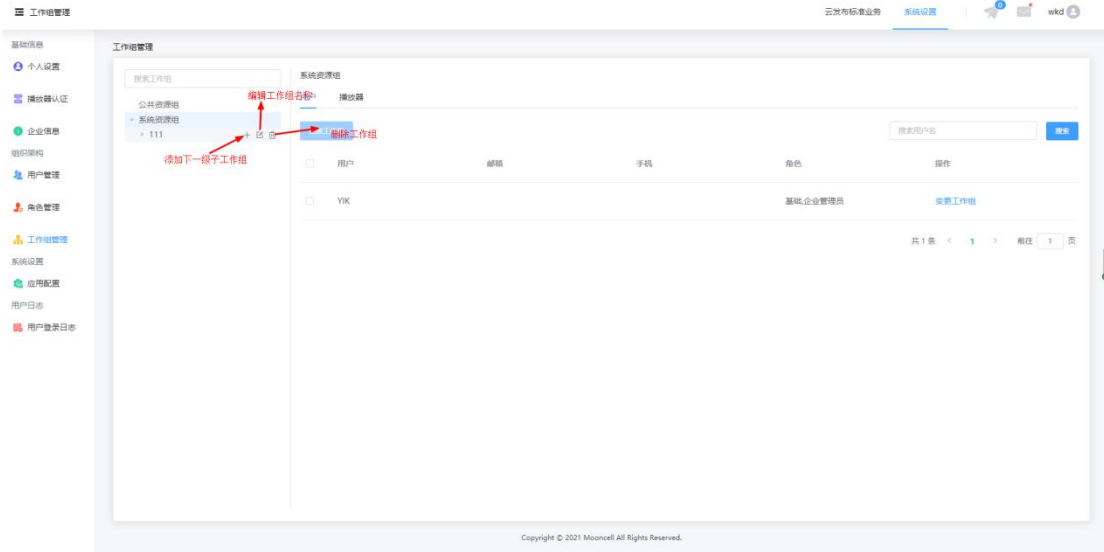 工作组管理
云发布标准业务 系统设置 0 wkd
基础信息
个人设置
播放器认证
企业信息
组织架构
用户管理
角色管理
工作组管理
系统设置
应用配置
用户日志
用户登录日志
工作组管理
搜索工作组
公共资源组
系统资源组
111
编辑工作组名称
删除工作组
添加下一级子工作组
系统资源组
播放器
搜索用户名 搜索
用户 邮箱 手机 角色 操作
YIK 基础,企业管理员 变更工作组
共 1 条 < 1 > 前往 1 页
Copyright © 2021 Mooncell All Rights Reserved.